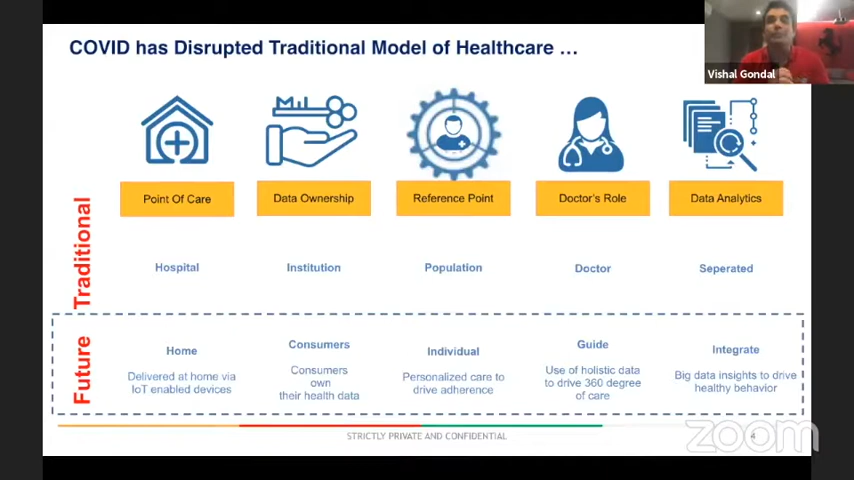 COVID has Disrupted Traditional Model of Healthcare …
Vishal Gondal
Point Of Care
Data Ownership
Reference Point
Doctor's Role
Data Analytics
Traditional
Hospital
Institution
Population
Doctor
Seperated
Future
Home
Delivered at home via
IoT enabled devices
Consumers
Consumers
own
their health data
Individual
Personalized care to
drive adherence
Guide
Use of holistic data
to drive 360 degree
of care
Integrate
Big data insights to drive
healthy behavior
STRICTLY PRIVATE AND CONFIDENTIAL
4
zoom